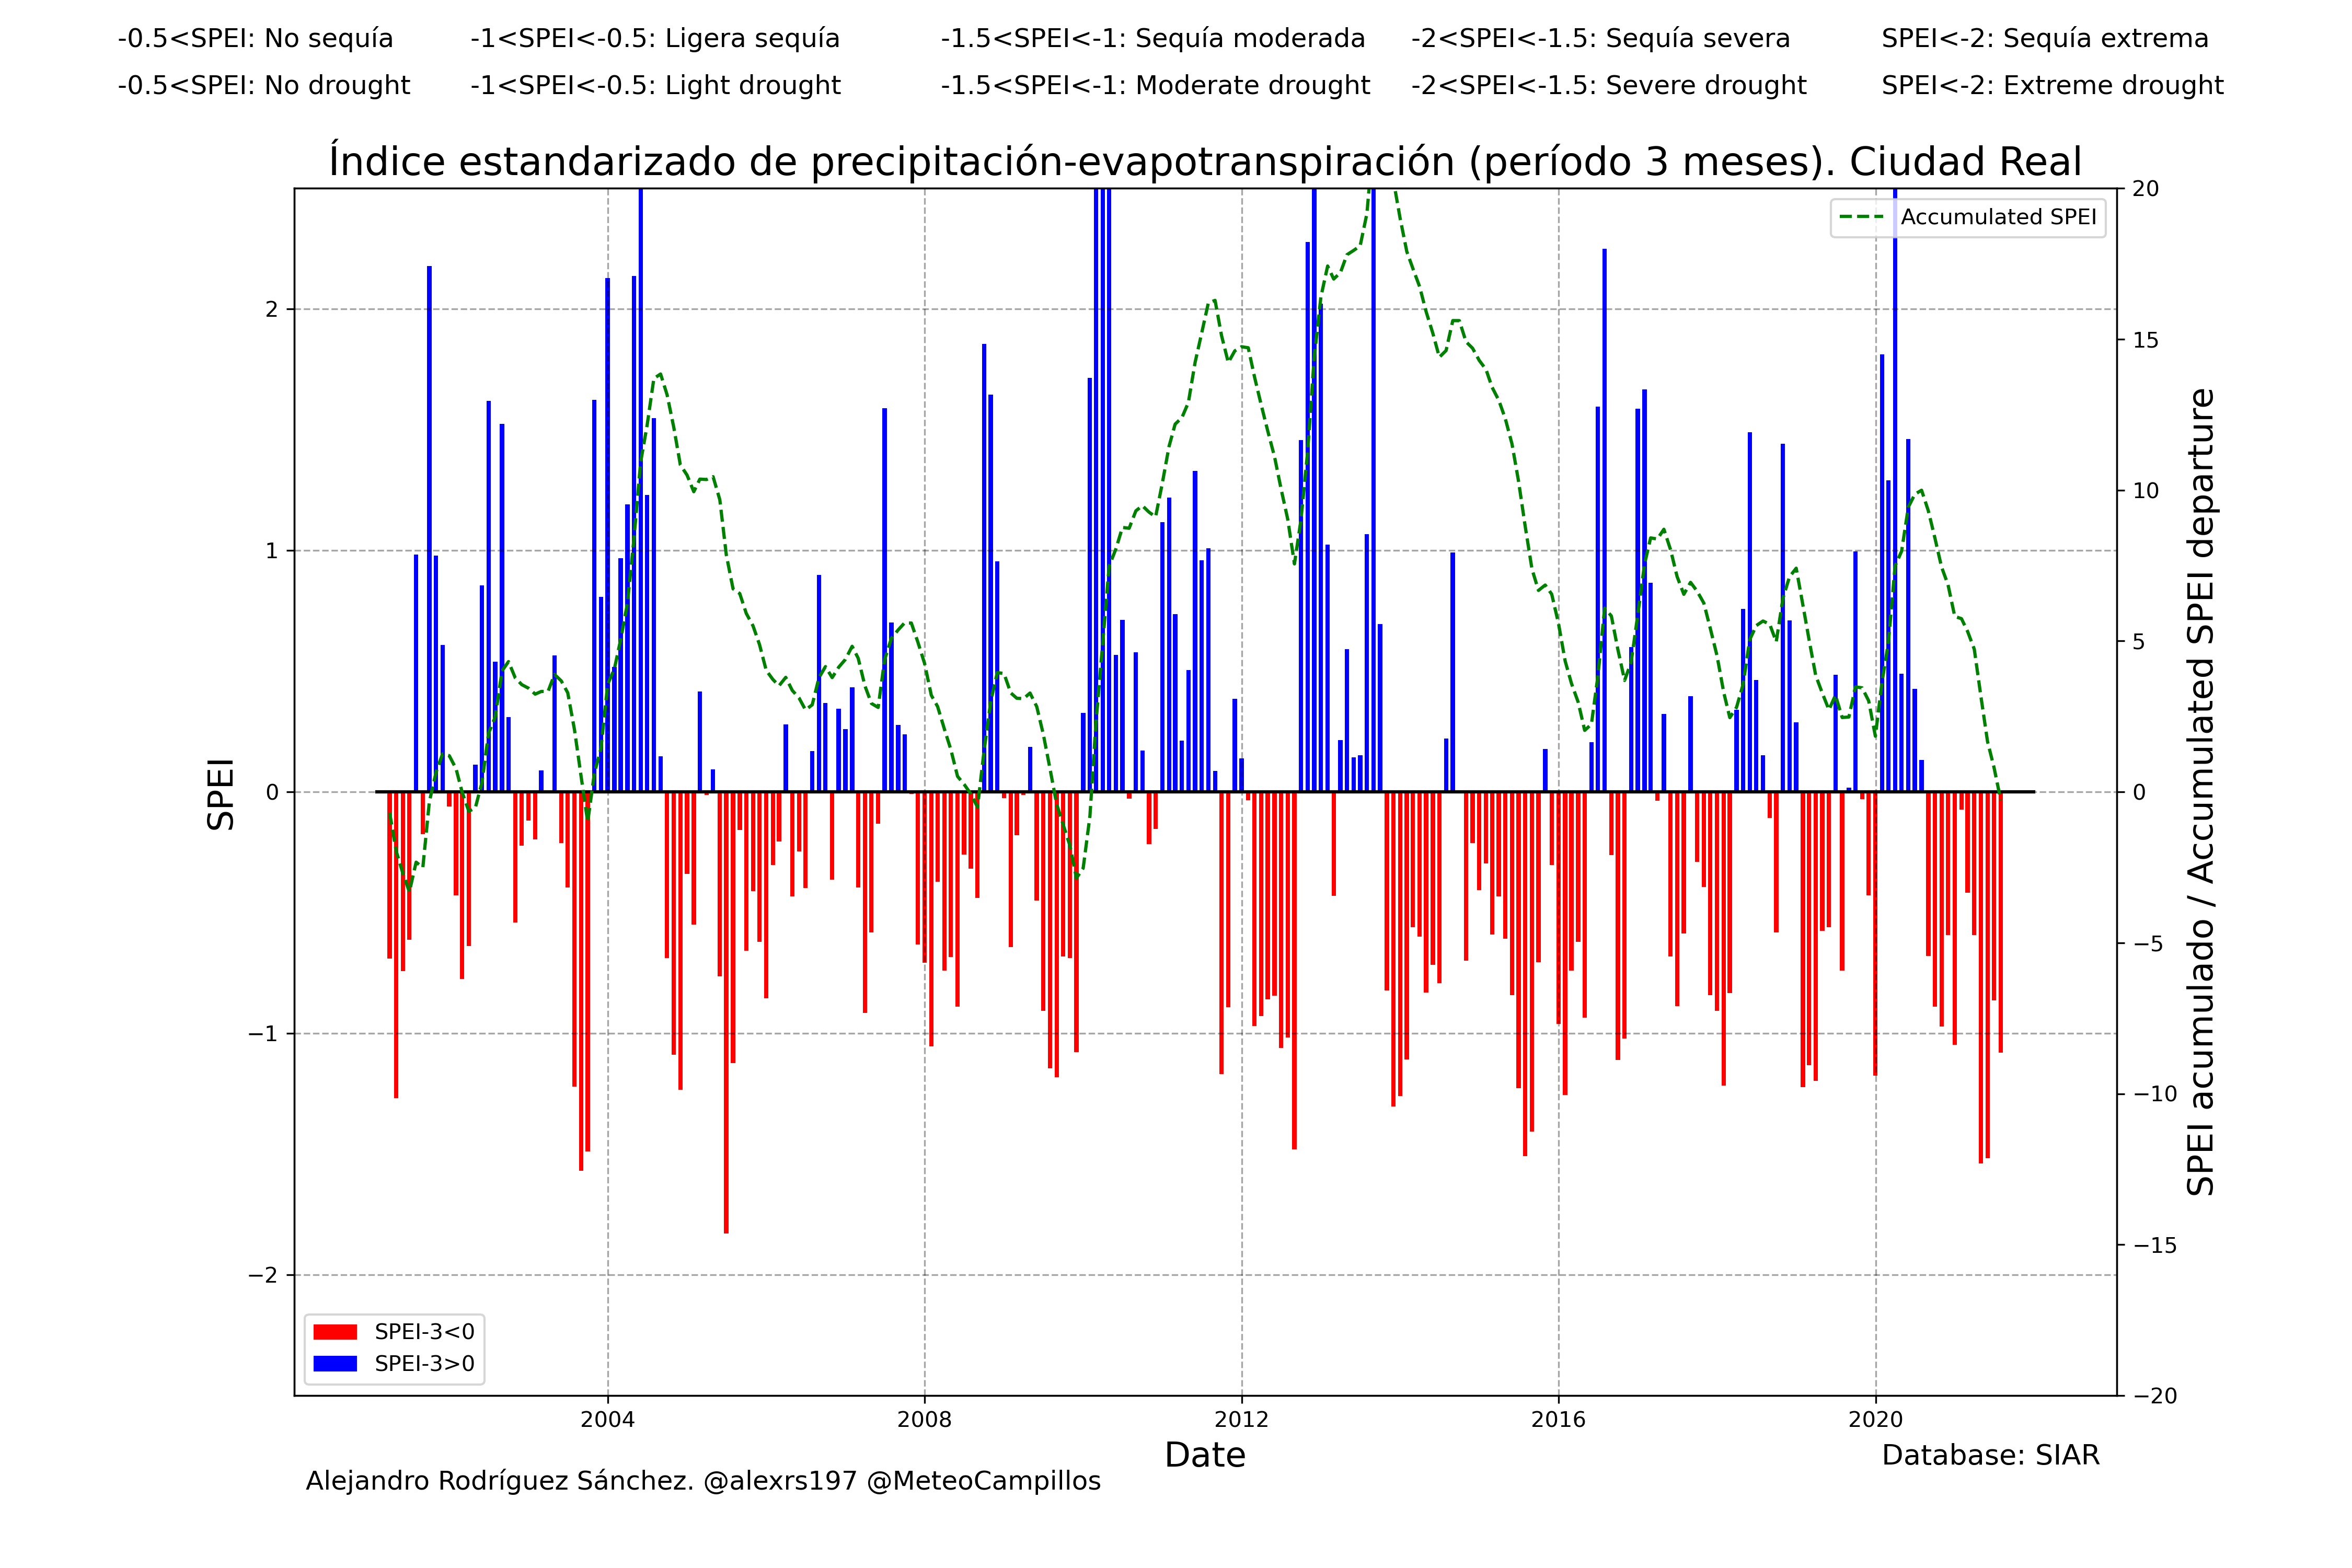 -0.5<SPEI: No sequía -1<SPEI<-0.5: Ligera sequía -1.5<SPEI<-1: Sequía moderada -2<SPEI<-1.5: Sequía severa SPEI<-2: Sequía extrema
-0.5<SPEI: No drought -1<SPEI<-0.5: Light drought -1.5<SPEI<-1: Moderate drought -2<SPEI<-1.5: Severe drought SPEI<-2: Extreme drought
Índice estandarizado de precipitación-evapotranspiración (período 3 meses). Ciudad Real
Accumulated SPEI
SPEI
2
1
0
−1
−2
20
15
10
5
0
−5
−10
−15
−20
SPEI acumulado / Accumulated SPEI departure
SPEI-3<0
SPEI-3>0
2004 2008 2012 2016 2020
Date
Database: SIAR
Alejandro Rodríguez Sánchez. @alexrs197 @MeteoCampillos